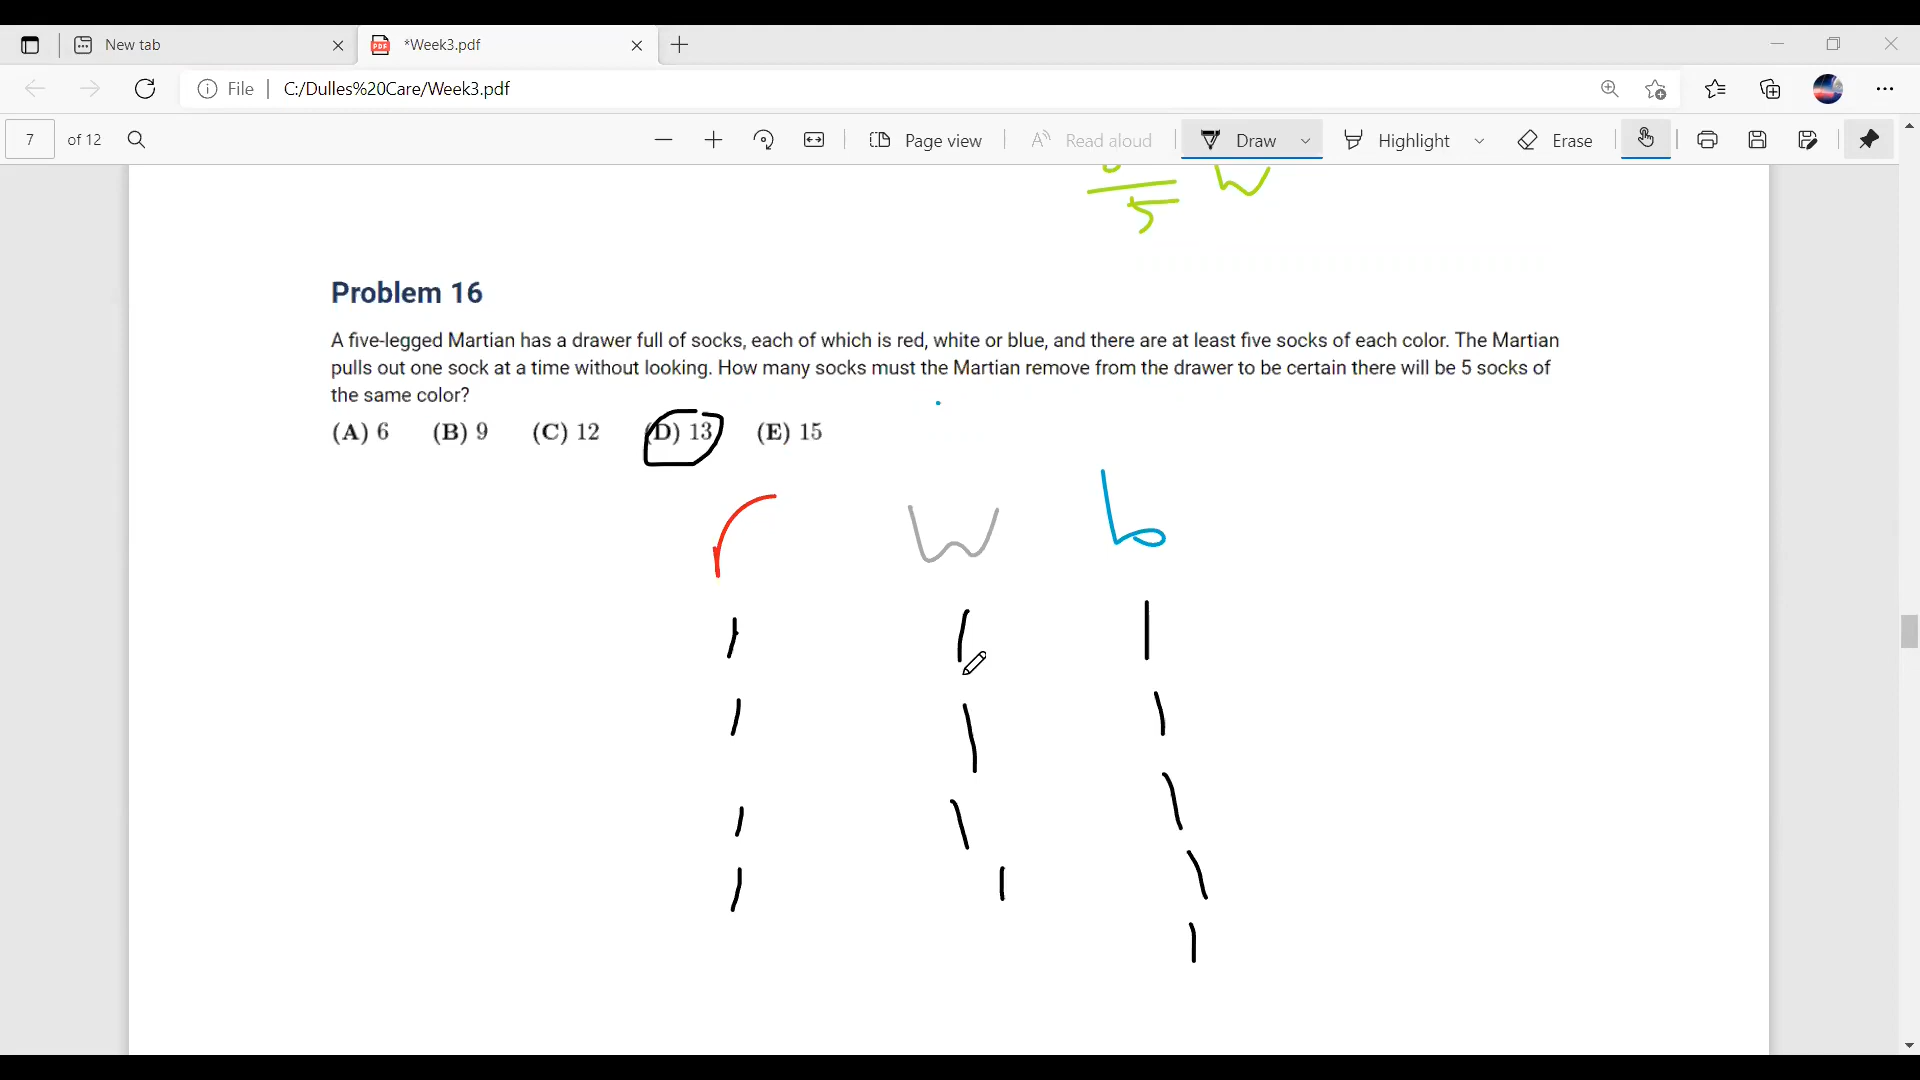 New tab
*Week3.pdf
File | C:/Dulles%20Care/Week3.pdf
7 of 12
Page view
Read aloud
Draw
Highlight
Erase
5 W
Problem 16
A five-legged Martian has a drawer full of socks, each of which is red, white or blue, and there are at least five socks of each color. The Martian
pulls out one sock at a time without looking. How many socks must the Martian remove from the drawer to be certain there will be 5 socks of
the same color?
(A) 6 (B) 9 (C) 12 (D) 13 (E) 15
r w b